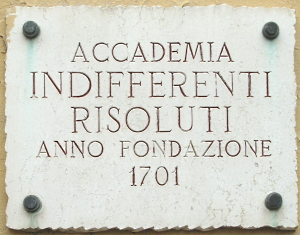 ACCADEMIA
INDIFFERENTI
RISOLUTI
ANNO FONDAZIONE
1701